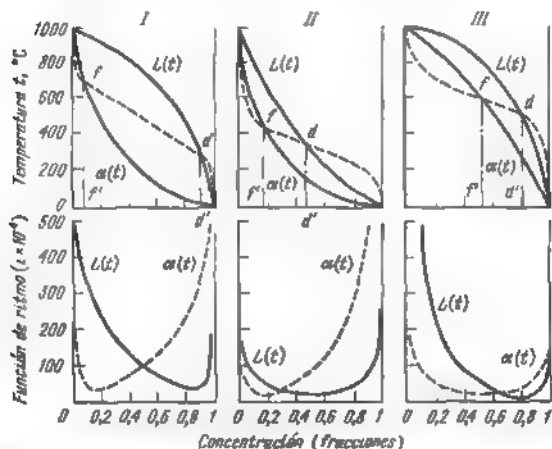 I II III
Temperatura t, °C
1000
800
600
400
200
0
L(t)
f
d
α(t)
f'
d'
L(t)
f
d
f'
α(t)
d'
L(t)
f
d
α(t)
f'
d'
Función de ritmo (ι×10⁻⁴)
500
400
300
200
100
L(t)
α(t)
L(t)
α(t)
L(t)
α(t)
0 0,2 0,4 0,6 0,8 1
0 0,2 0,4 0,6 0,8 1
0 0,2 0,4 0,6 0,8 1
Concentración (fracciones)